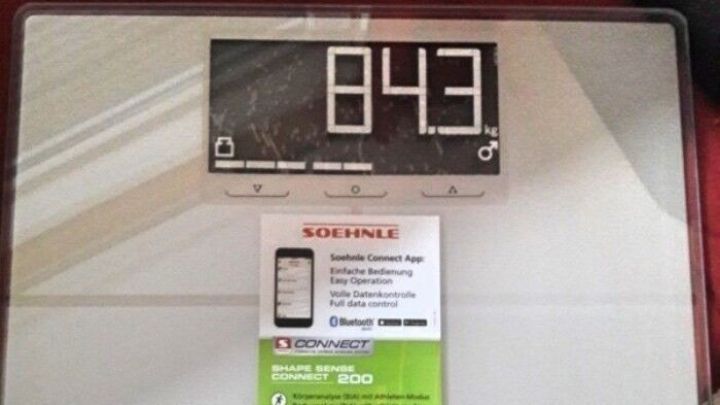 84.3
kg
SOEHNLE
Soehnle Connect App:
Einfache Bedienung
Easy Operation
Volle Datenkontrolle
Full data control
Bluetooth
S CONNECT
SHAPE SENSE
CONNECT 200
Körperanalyse (BIA) mit Athleten-Modus